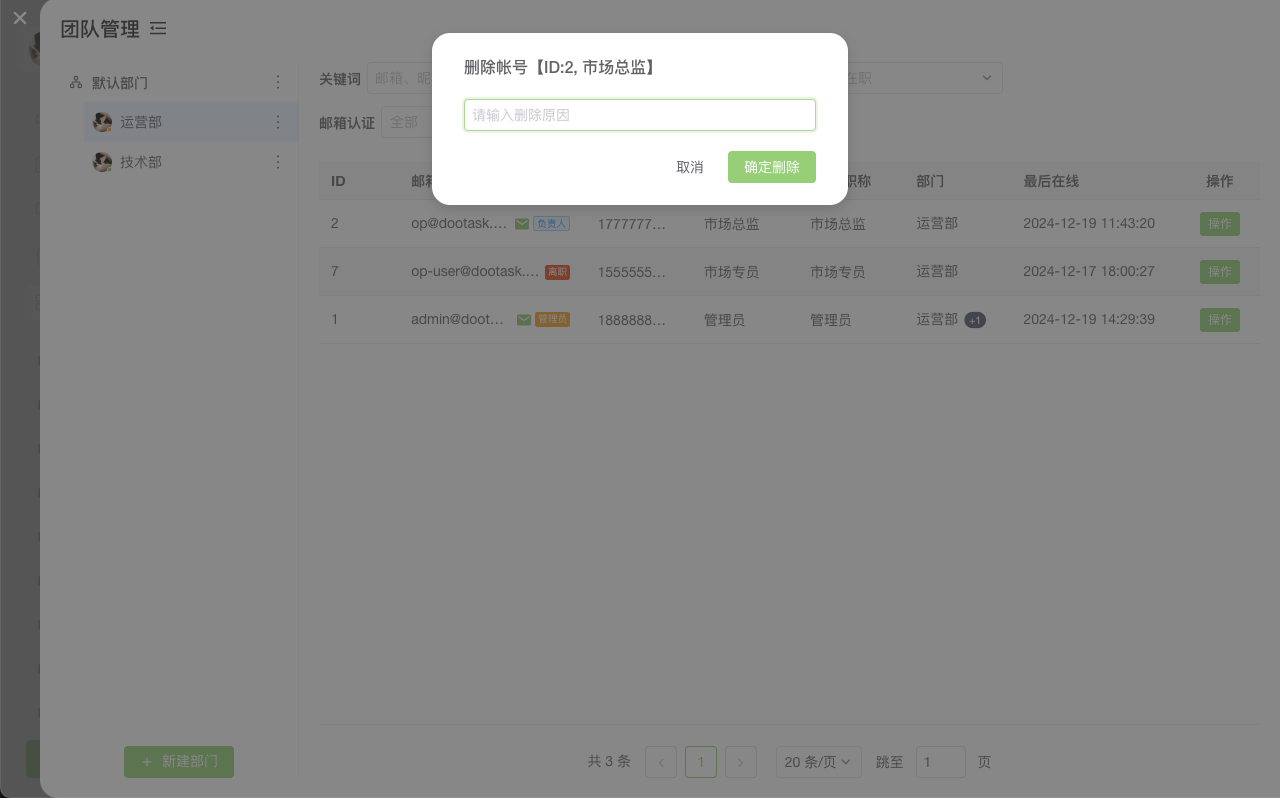 团队管理
默认部门
运营部
技术部
新建部门
删除帐号【ID:2, 市场总监】
请输入删除原因
取消 确定删除
关键词 邮箱、昵 在职
邮箱认证 全部
ID 邮箱 职称 部门 最后在线 操作
2 op@dootask.... 负责人 1777777... 市场总监 市场总监 运营部 2024-12-19 11:43:20 操作
7 op-user@dootask.... 离职 1555555... 市场专员 市场专员 运营部 2024-12-17 18:00:27 操作
1 admin@doot... 管理员 1888888... 管理员 管理员 运营部 +1 2024-12-19 14:29:39 操作
共 3 条 1 20 条/页 跳至 1 页